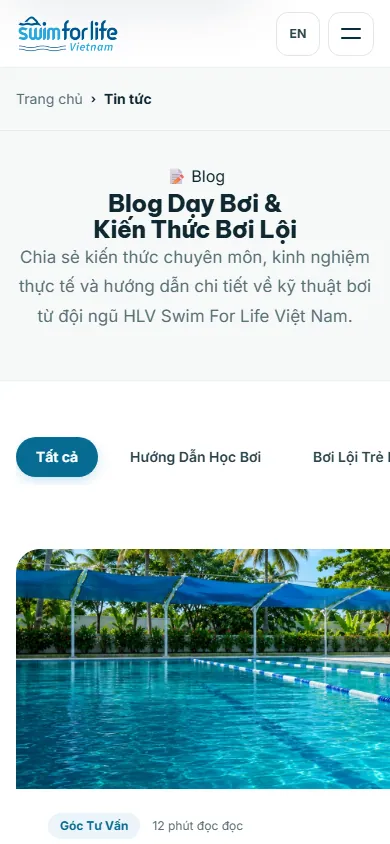 swimforlife
Vietnam
EN
Trang chủ › Tin tức
📝 Blog
Blog Dạy Bơi &
Kiến Thức Bơi Lội
Chia sẻ kiến thức chuyên môn, kinh nghiệm
thực tế và hướng dẫn chi tiết về kỹ thuật bơi
từ đội ngũ HLV Swim For Life Việt Nam.
Tất cả
Hướng Dẫn Học Bơi
Bơi Lội Trẻ
Góc Tư Vấn
12 phút đọc đọc